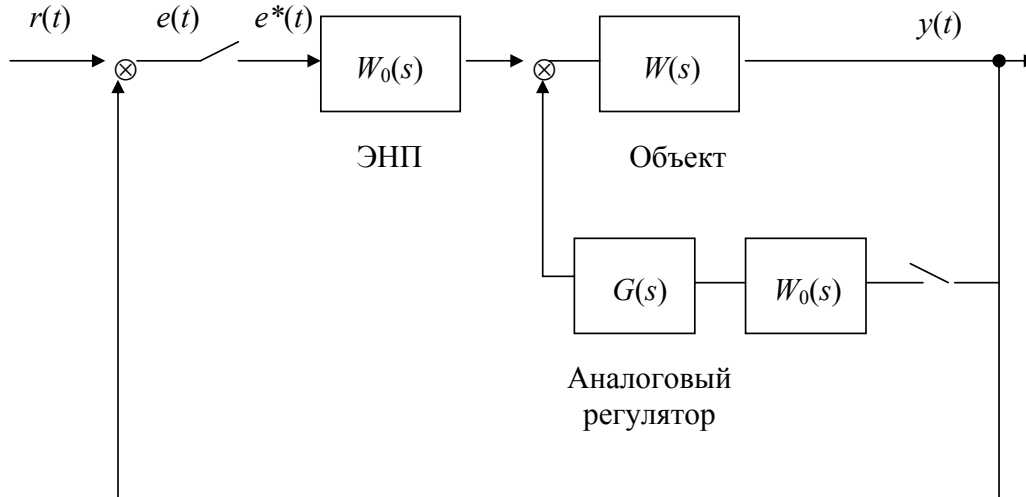 r(t)
e(t)
e*(t)
y(t)
W₀(s)
W(s)
ЭНП
Объект
G(s)
W₀(s)
Аналоговый
регулятор